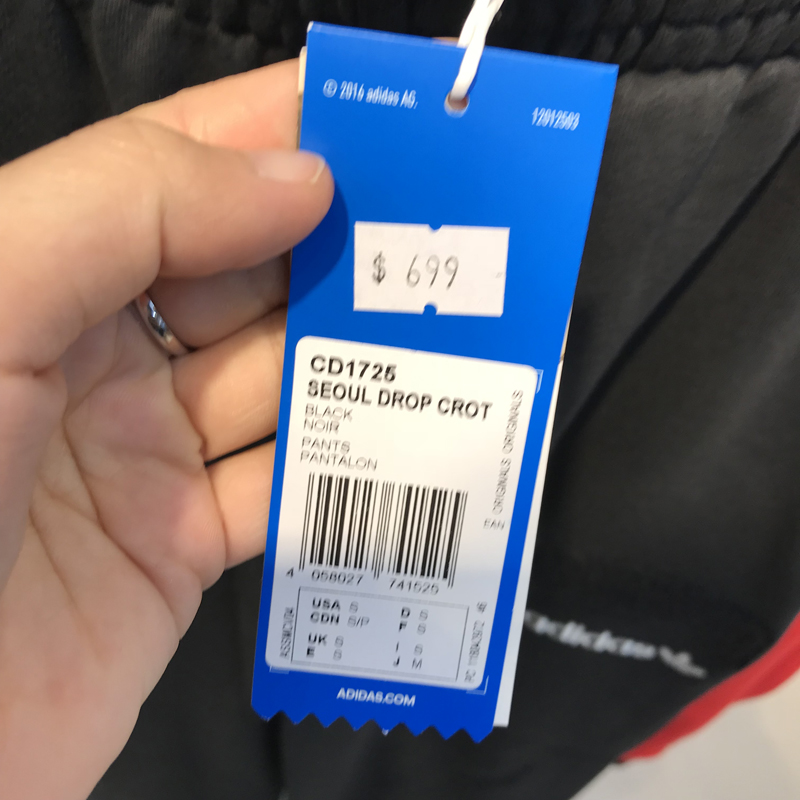 © 2016 adidas AG.
12012503
$ 699
CD1725
SEOUL DROP CROT
BLACK
NOIR
PANTS
PANTALON
ORIGINALS ORIGINALS
4 058027 741525
USA S
CDN S/P
UK S
E S
D S
F S
I S
J M
ADIDAS.COM
adidas